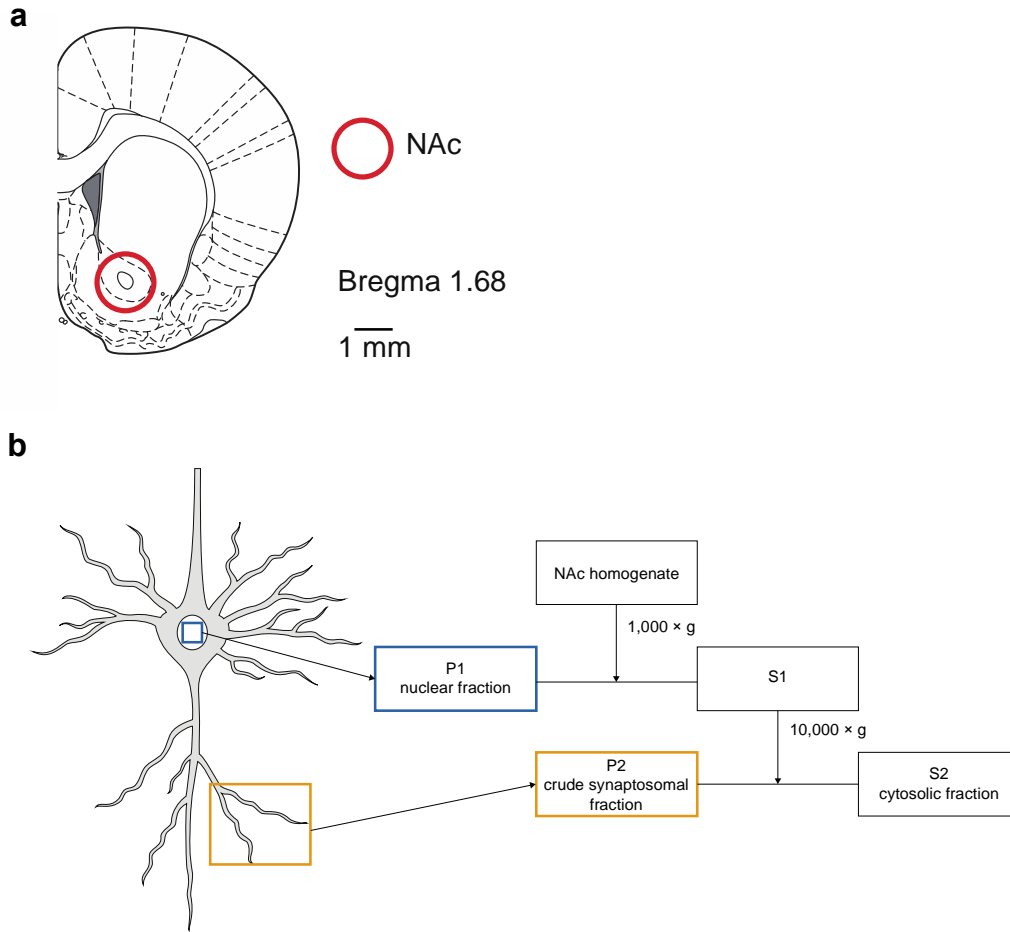 a
NAc
Bregma 1.68
1 mm
b
NAc homogenate
1,000 × g
P1
nuclear fraction
S1
10,000 × g
P2
crude synaptosomal
fraction
S2
cytosolic fraction